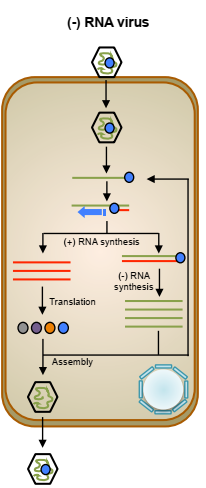 (-) RNA virus
(+) RNA synthesis
(-) RNA
synthesis
Translation
Assembly